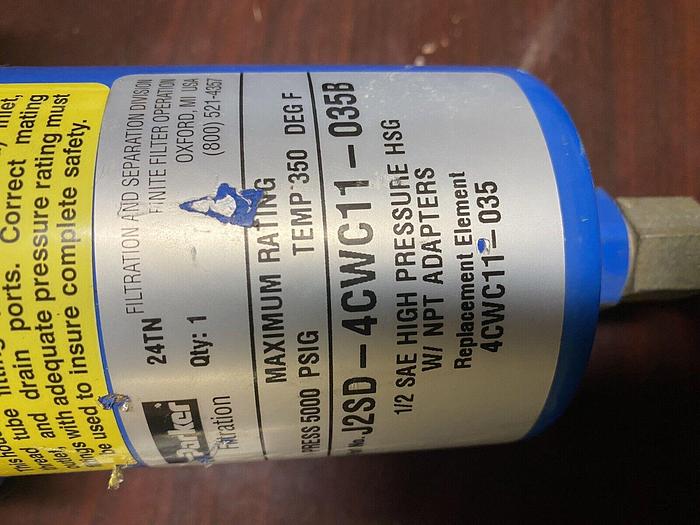 inlet,
drain ports. Correct mating
and adequate pressure rating must
used to insure complete safety.
Parker
Filtration
24TN
Qty: 1
FILTRATION AND SEPARATION DIVISION
FINITE FILTER OPERATION
OXFORD, MI USA
(800) 521-4357
MAXIMUM RATING
PRESS 5000 PSIG TEMP 350 DEG F
J2SD-4CWC11-035B
1/2 SAE HIGH PRESSURE HSG
W/ NPT ADAPTERS
Replacement Element
4CWC11-035